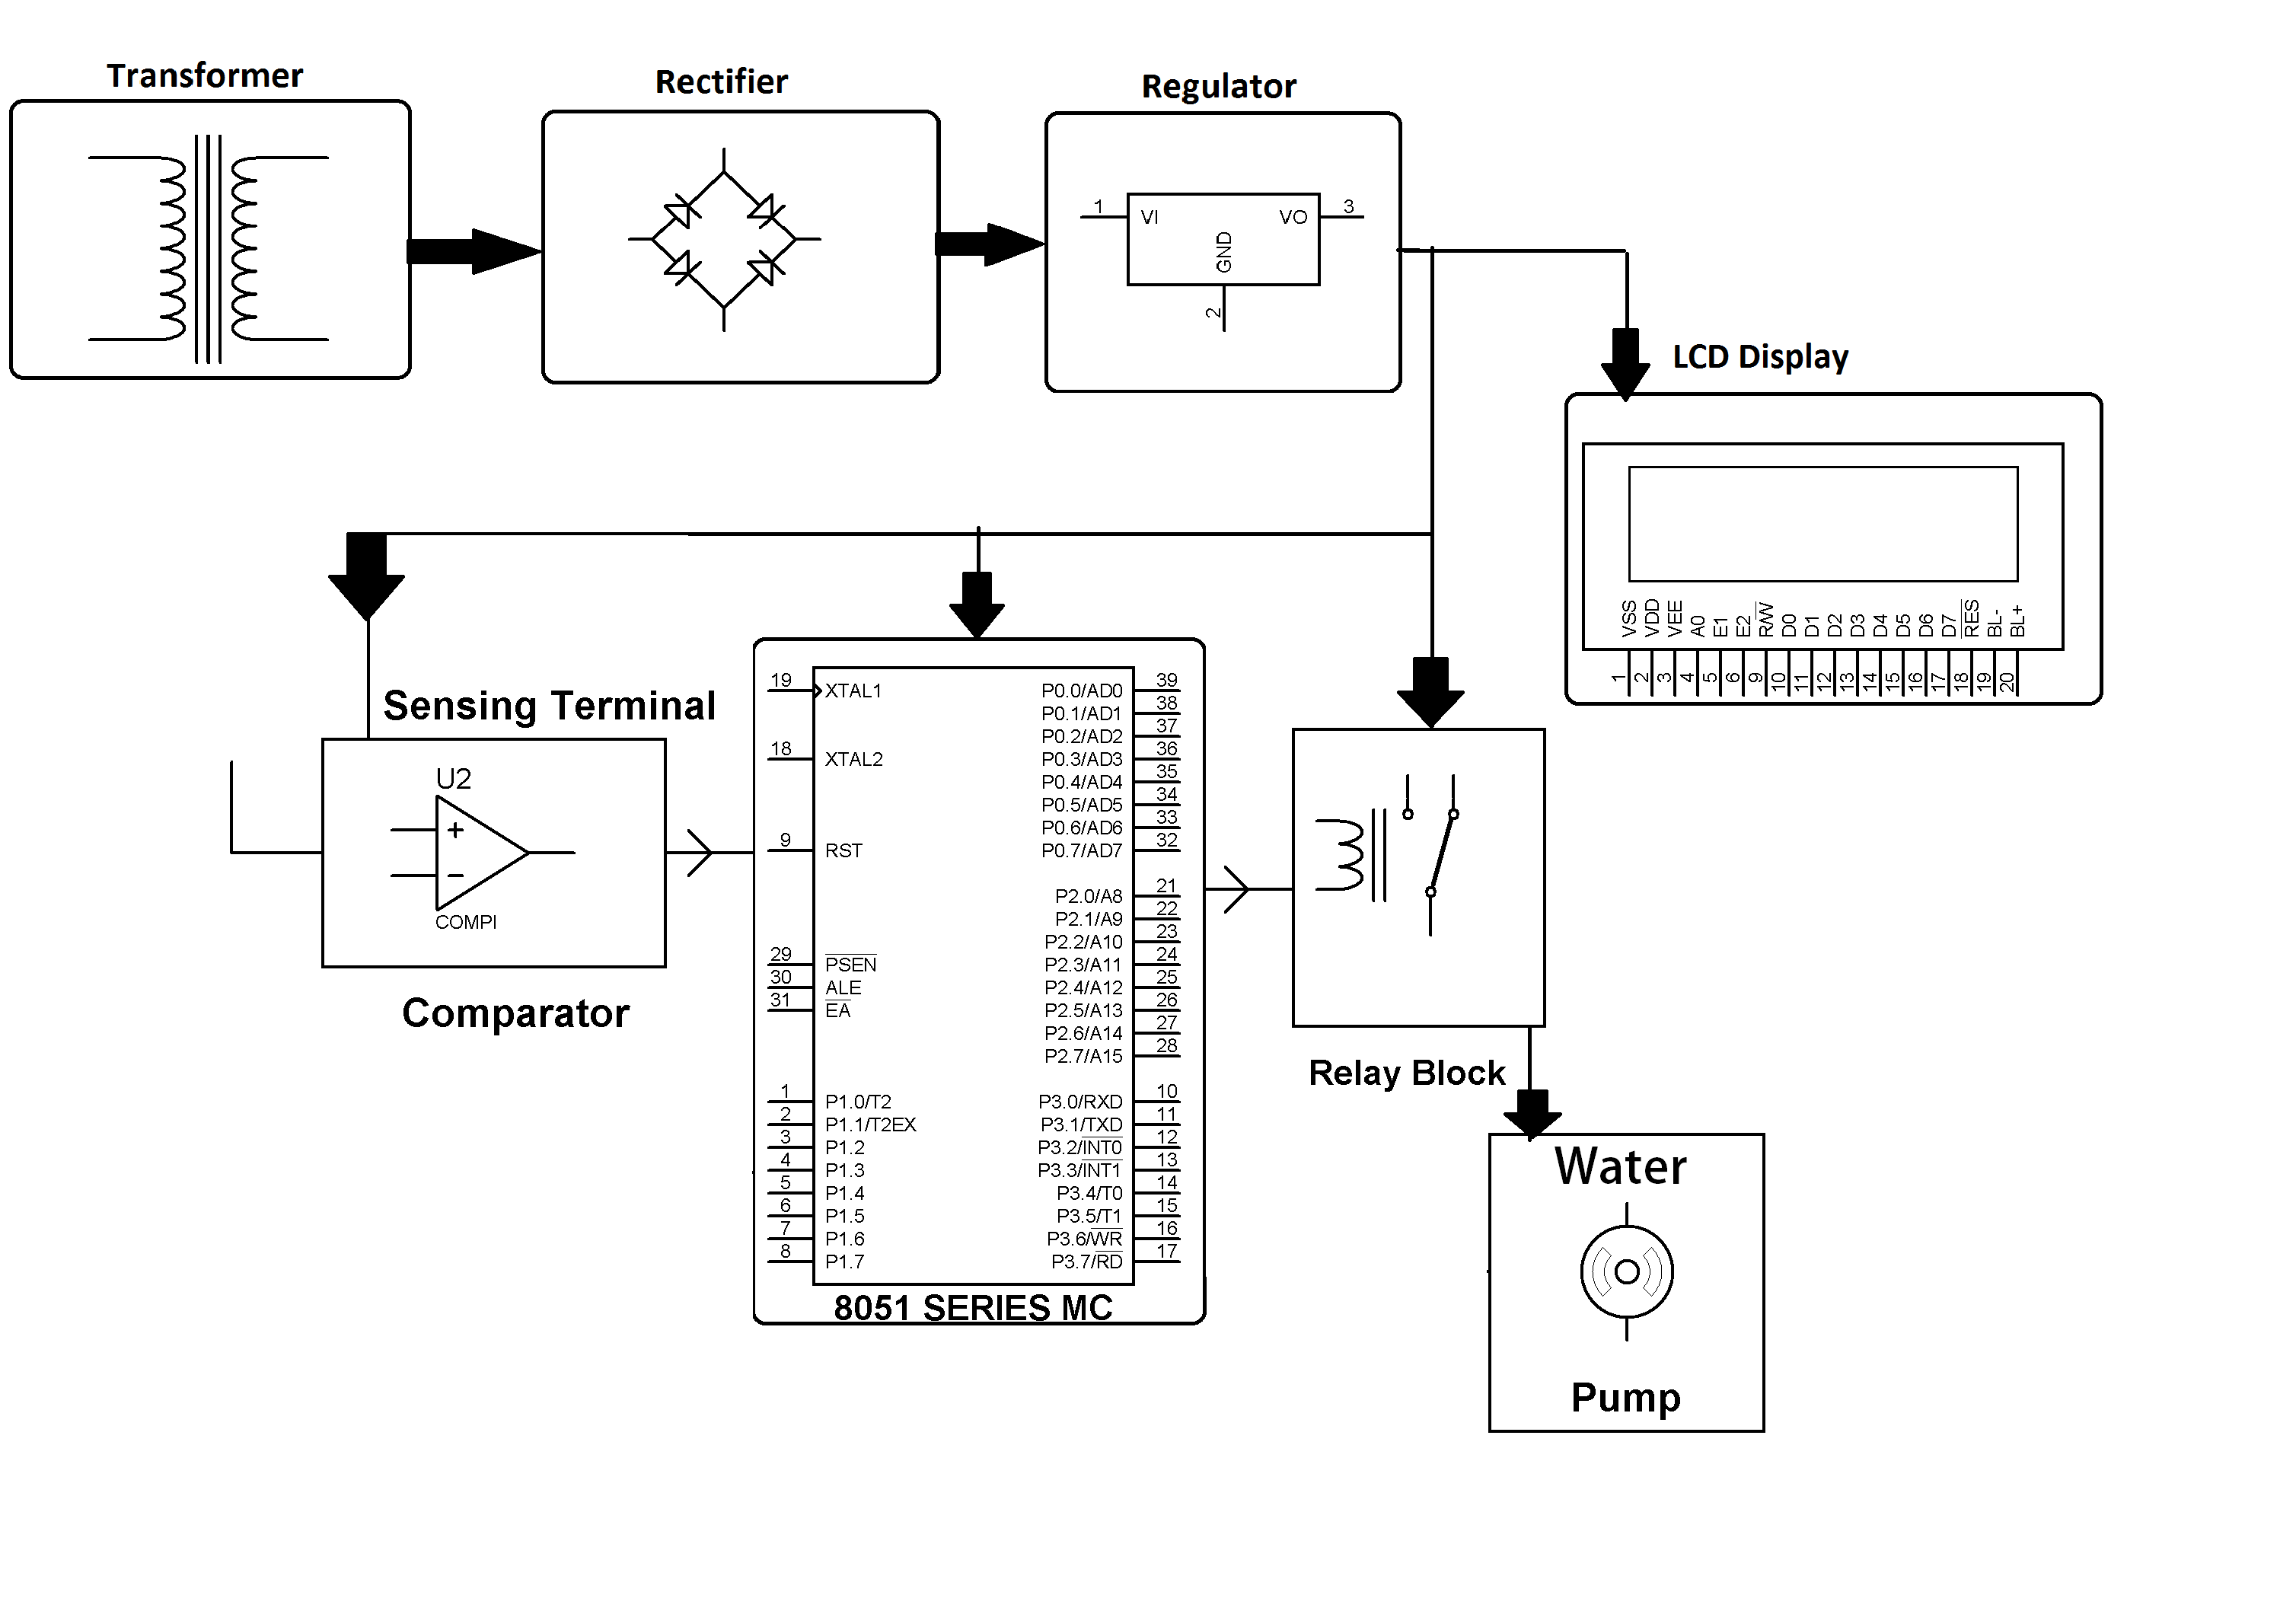 Transformer
Rectifier
Regulator
1
VI
VO
3
GND
2
LCD Display
VSS
VDD
VEE
A0
E1
E2
R/W
D0
D1
D2
D3
D4
D5
D6
D7
RES
BL-
BL+
1
2
3
4
5
6
9
10
11
12
13
14
15
16
17
18
19
20
Sensing Terminal
U2
+
−
COMPI
Comparator
19
XTAL1
18
XTAL2
9
RST
29
PSEN
30
ALE
31
EA
1
P1.0/T2
2
P1.1/T2EX
3
P1.2
4
P1.3
5
P1.4
6
P1.5
7
P1.6
8
P1.7
P0.0/AD0
39
P0.1/AD1
38
P0.2/AD2
37
P0.3/AD3
36
P0.4/AD4
35
P0.5/AD5
34
P0.6/AD6
33
P0.7/AD7
32
P2.0/A8
21
P2.1/A9
22
P2.2/A10
23
P2.3/A11
24
P2.4/A12
25
P2.5/A13
26
P2.6/A14
27
P2.7/A15
28
P3.0/RXD
10
P3.1/TXD
11
P3.2/INT0
12
P3.3/INT1
13
P3.4/T0
14
P3.5/T1
15
P3.6/WR
16
P3.7/RD
17
8051 SERIES MC
Relay Block
Water
Pump